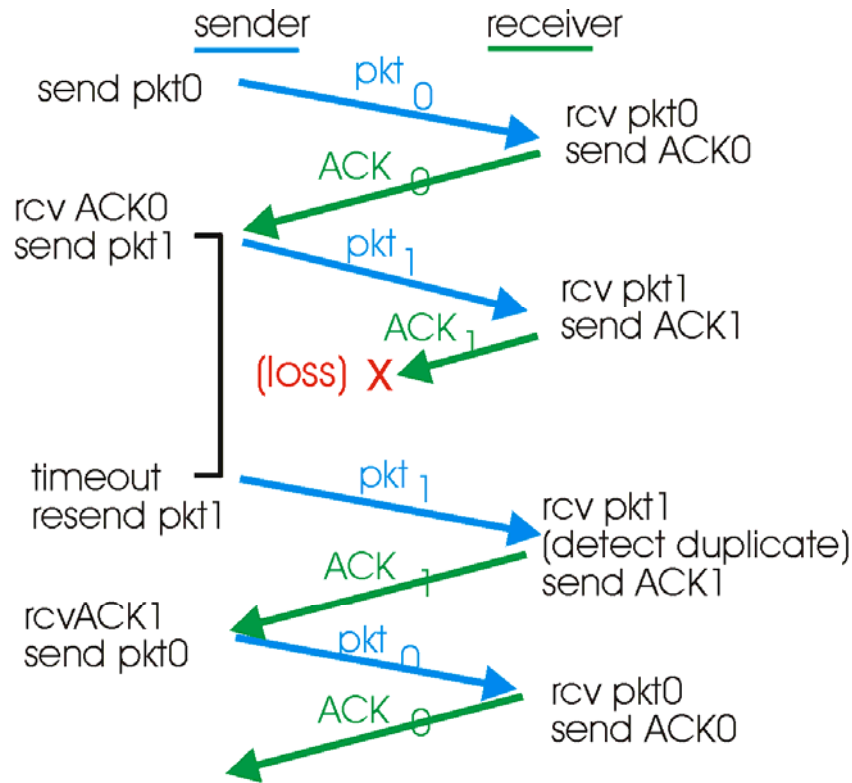 sender
receiver
send pkt0
pkt 0
rcv pkt0
send ACK0
ACK 0
rcv ACK0
send pkt1
pkt 1
rcv pkt1
send ACK1
ACK 1
(loss) X
timeout
resend pkt1
pkt 1
rcv pkt1
(detect duplicate)
send ACK1
ACK 1
rcvACK1
send pkt0
pkt 0
rcv pkt0
send ACK0
ACK 0